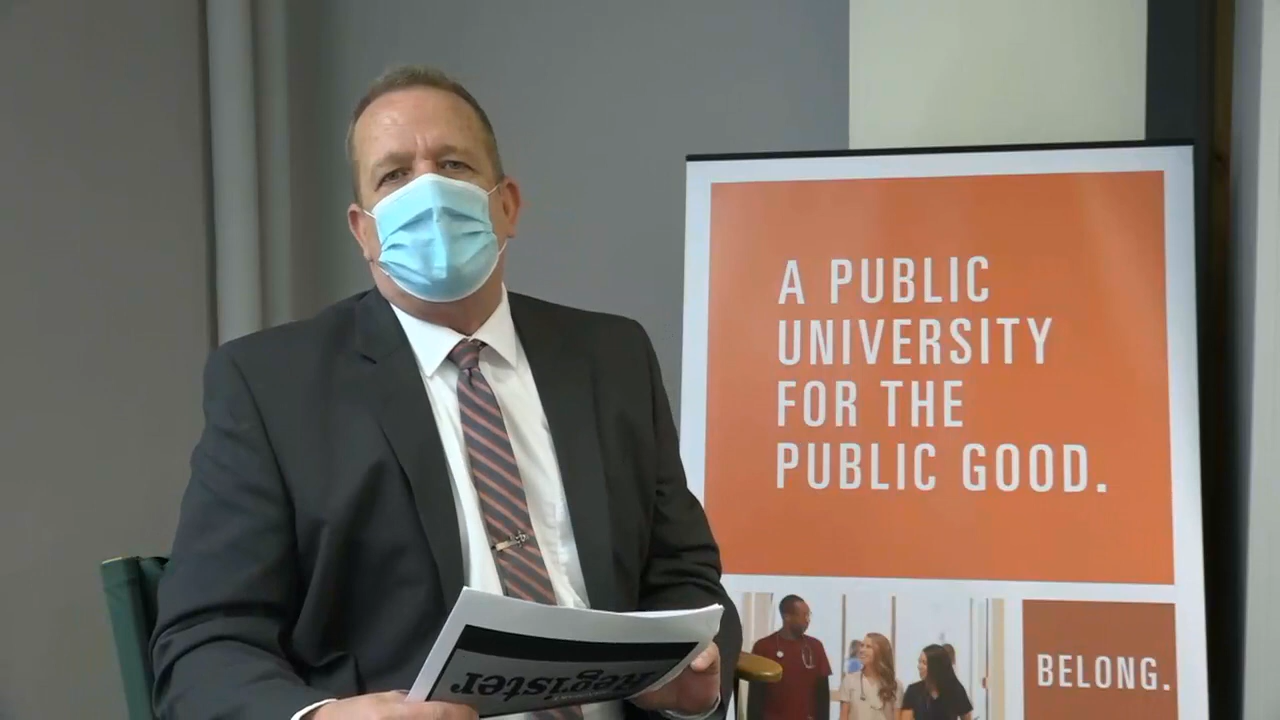 A PUBLIC
UNIVERSITY
FOR THE
PUBLIC GOOD.
BELONG.
Register